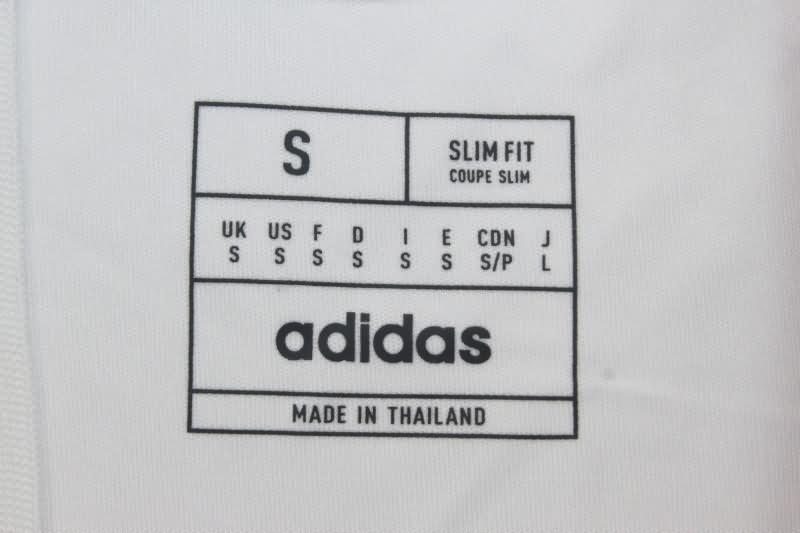 S
SLIM FIT
COUPE SLIM
UK US F D I E CDN J
S S S S S S S/P L
adidas
MADE IN THAILAND